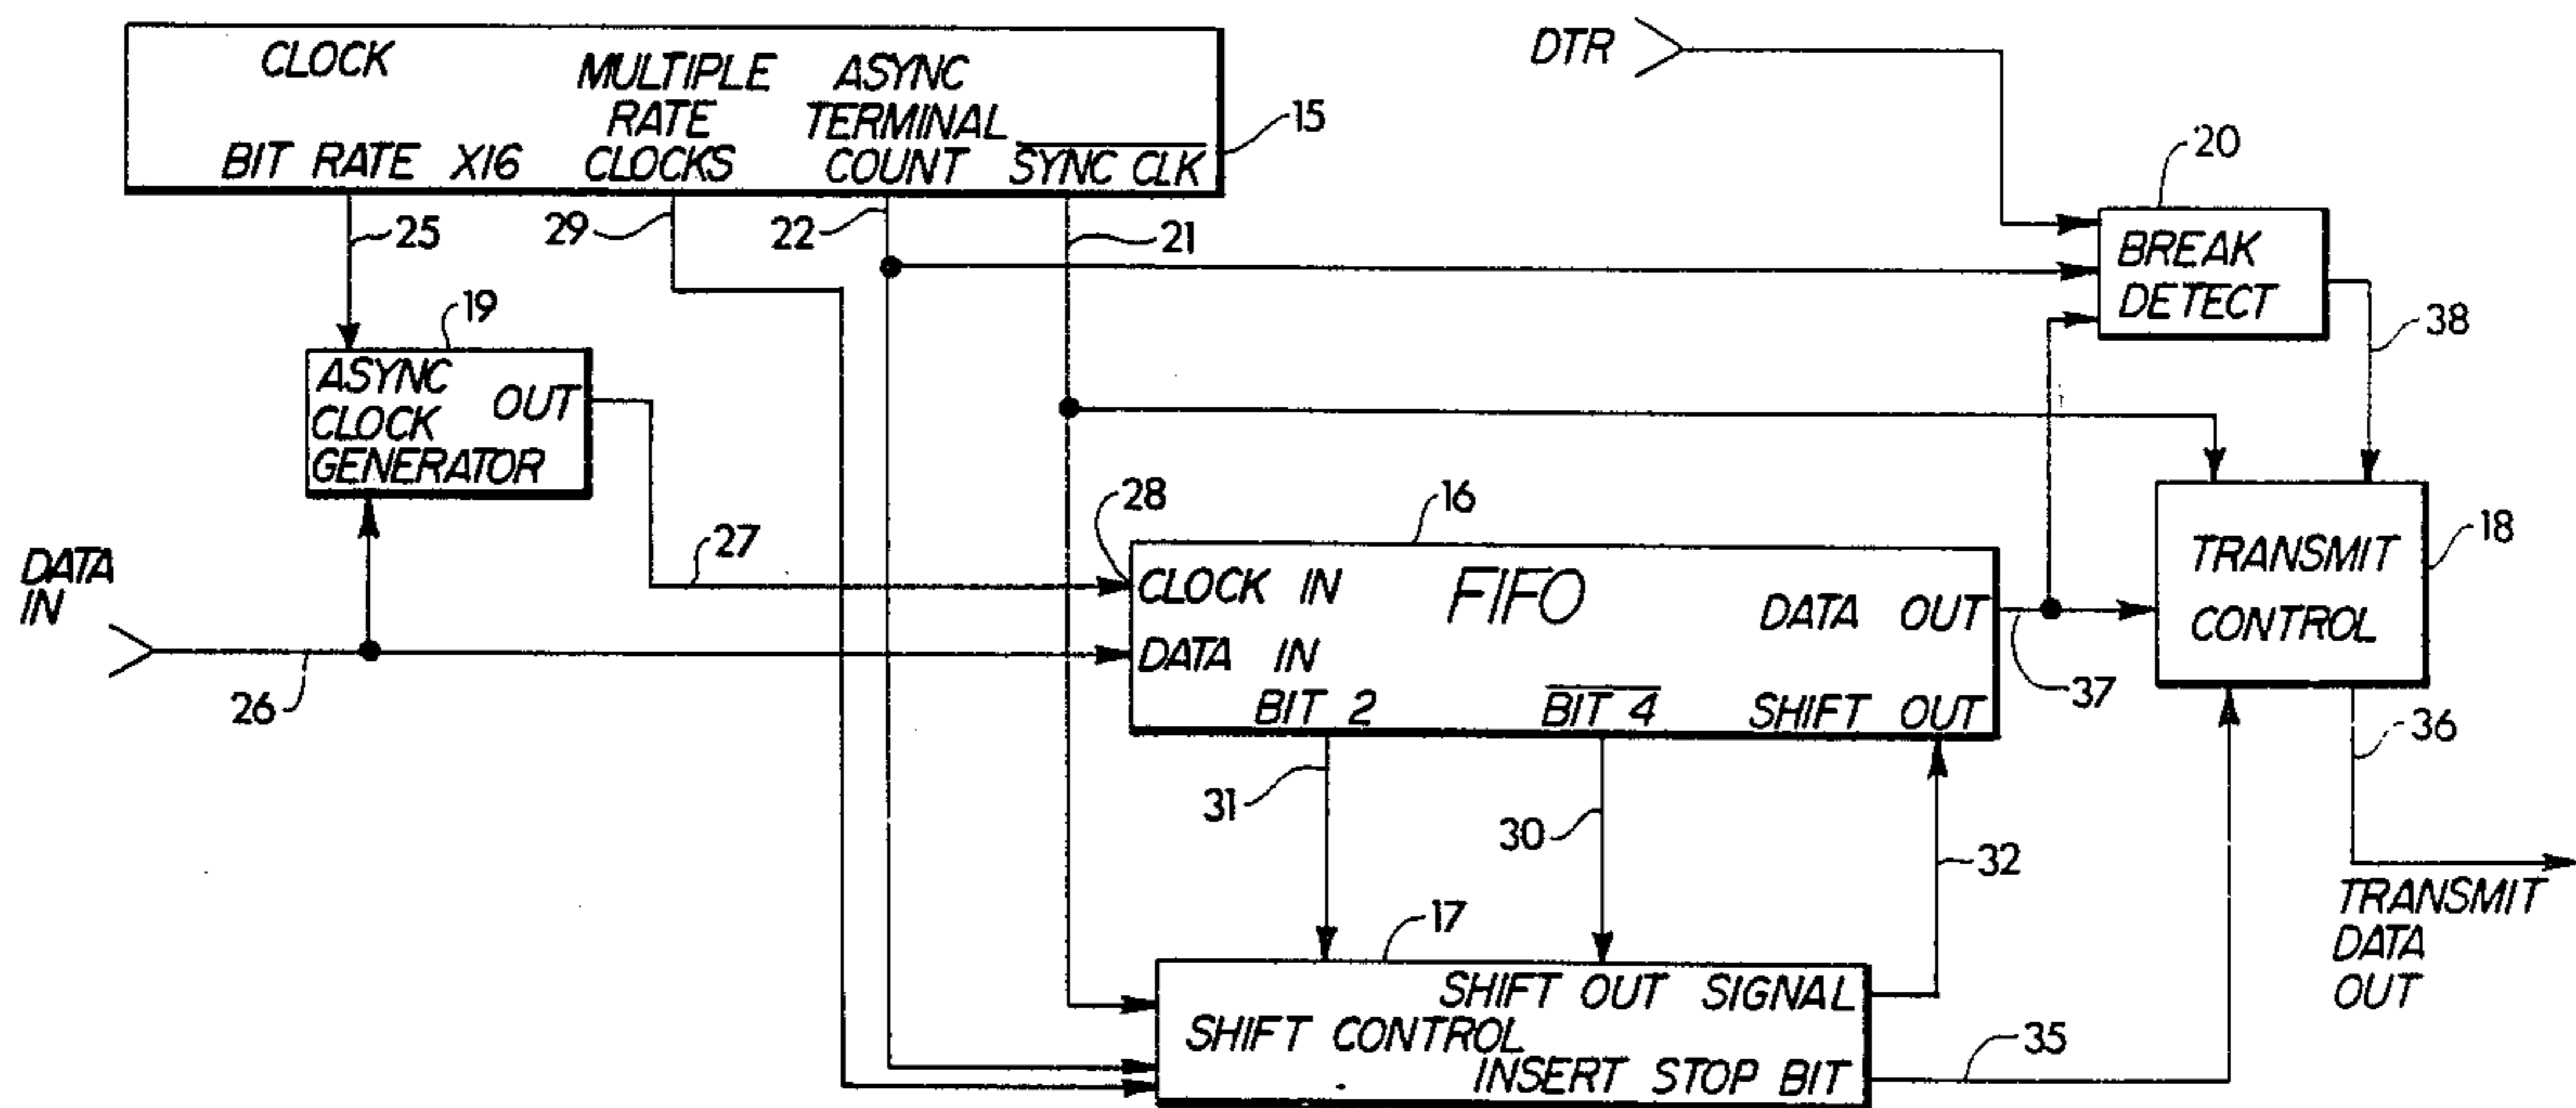 CLOCK
MULTIPLE
RATE
CLOCKS
ASYNC
TERMINAL
COUNT
BIT RATE X16
SYNC CLK
15
DTR
20
BREAK
DETECT
25
29
22
21
38
19
ASYNC
CLOCK
GENERATOR
OUT
DATA
IN
26
27
28
16
CLOCK IN
FIFO
DATA IN
DATA OUT
BIT 2
BIT 4
SHIFT OUT
37
18
TRANSMIT
CONTROL
36
31
30
32
17
SHIFT OUT SIGNAL
SHIFT CONTROL
INSERT STOP BIT
35
TRANSMIT
DATA
OUT